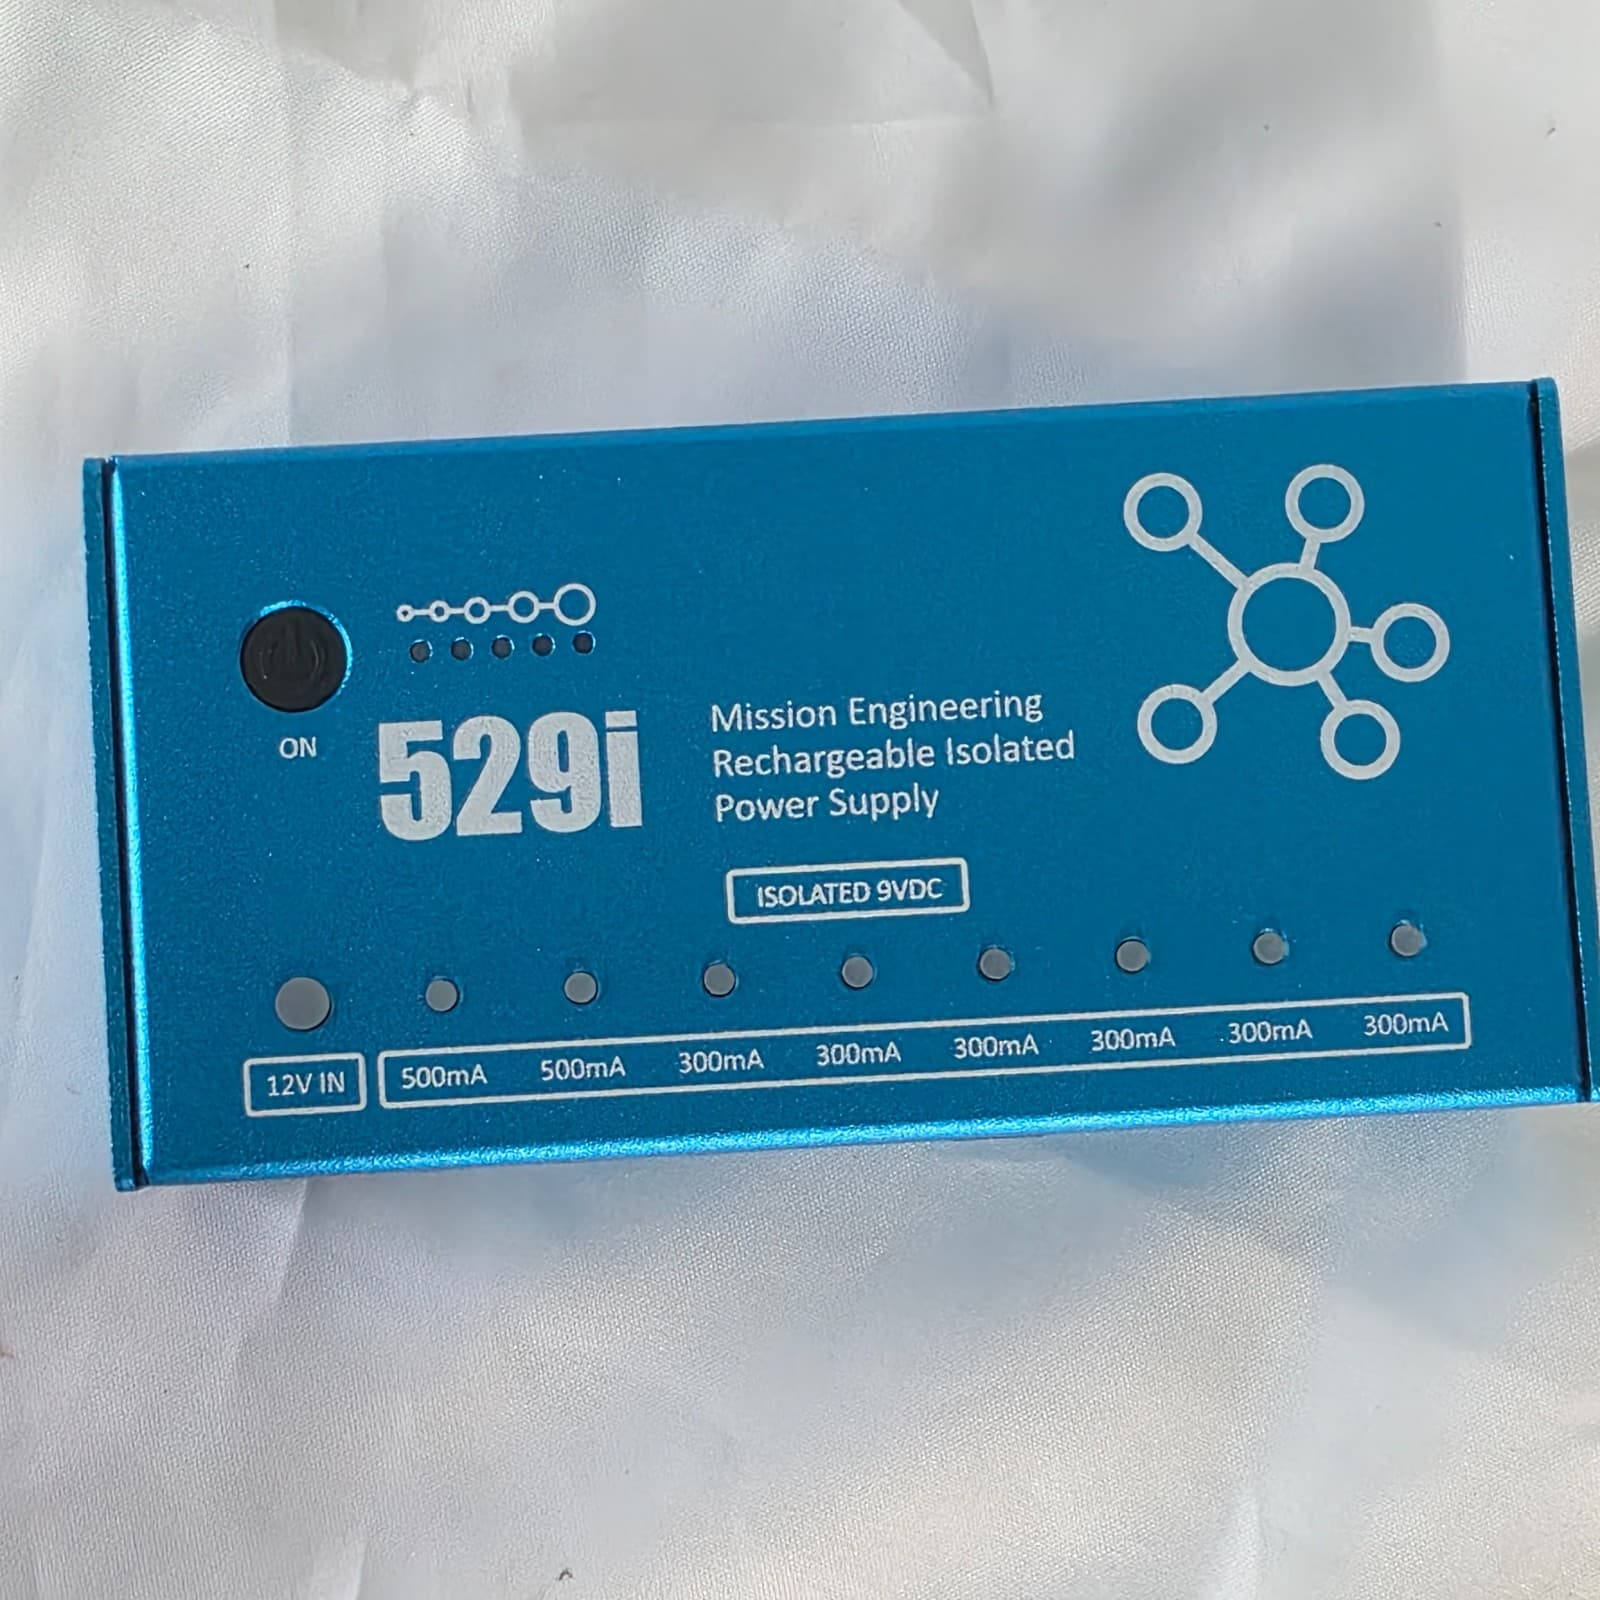 ON
529i
Mission Engineering
Rechargeable Isolated
Power Supply
ISOLATED 9VDC
12V IN
500mA 500mA 300mA 300mA 300mA 300mA 300mA 300mA